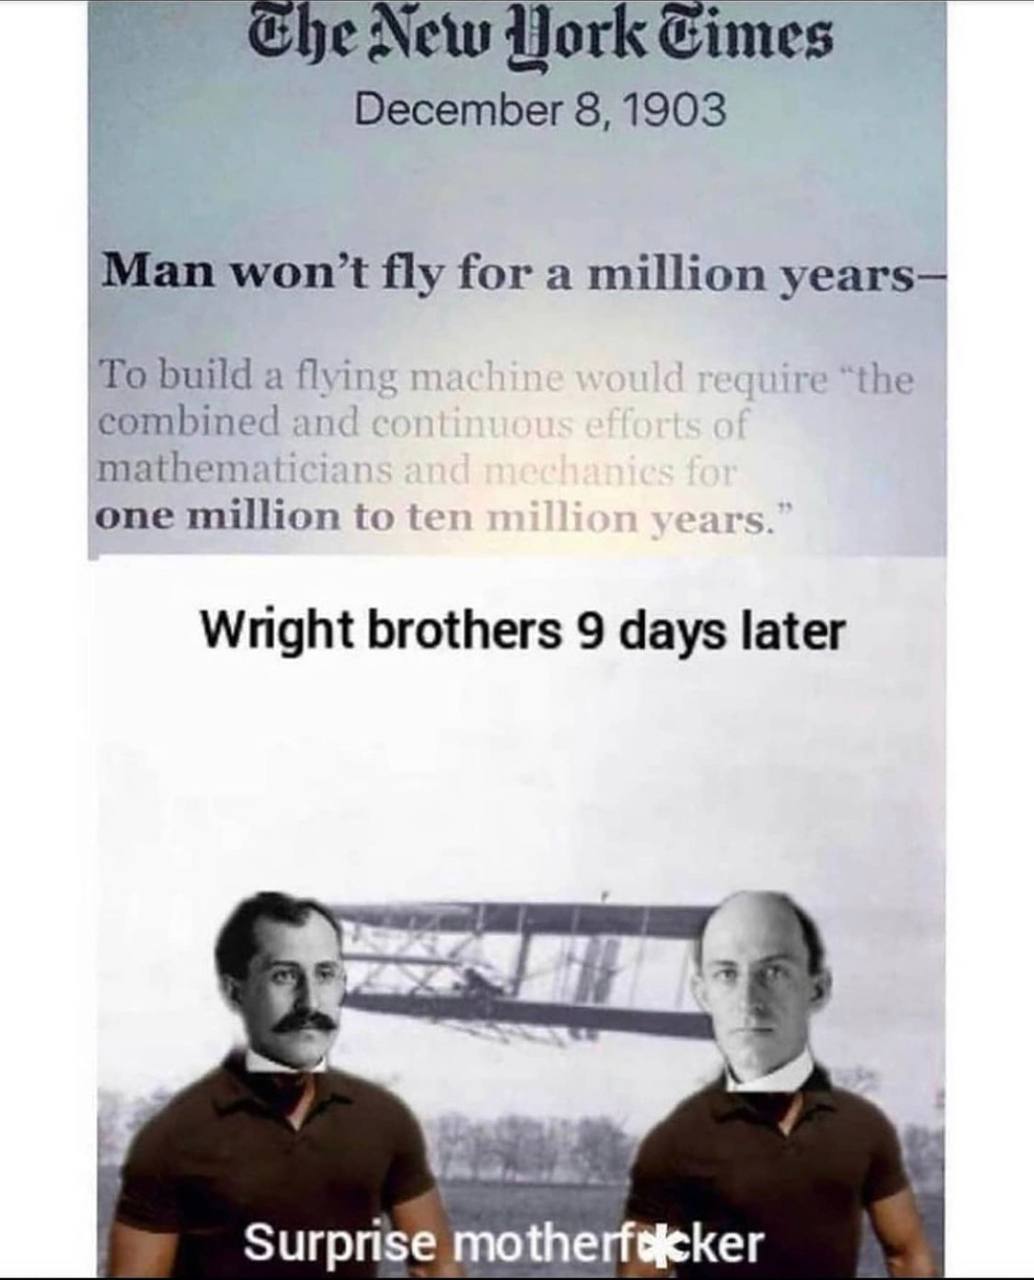 The New York Times
December 8, 1903
Man won't fly for a million years—
To build a flying machine would require “the
combined and continuous efforts of
mathematicians and mechanics for
one million to ten million years.”
Wright brothers 9 days later
Surprise motherf*cker